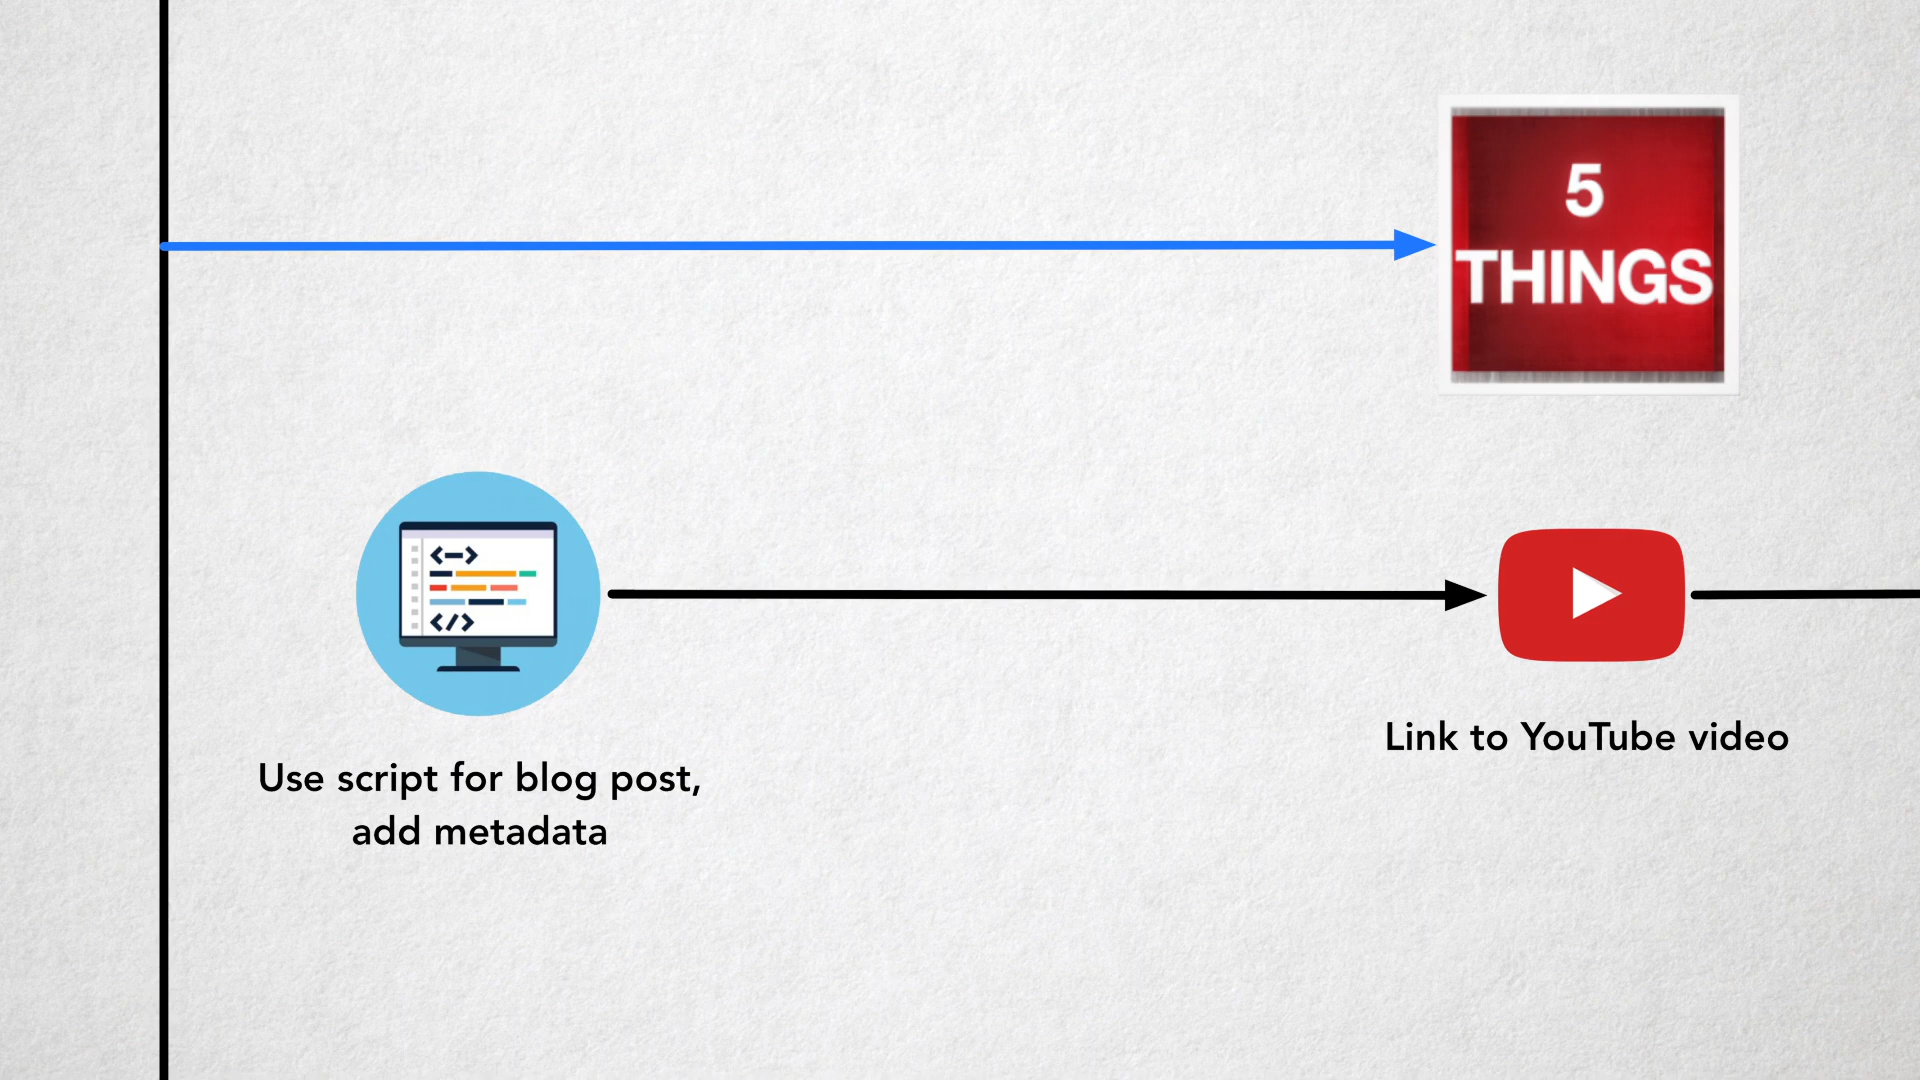 5
THINGS
<-->
</>
Use script for blog post,
add metadata
Link to YouTube video